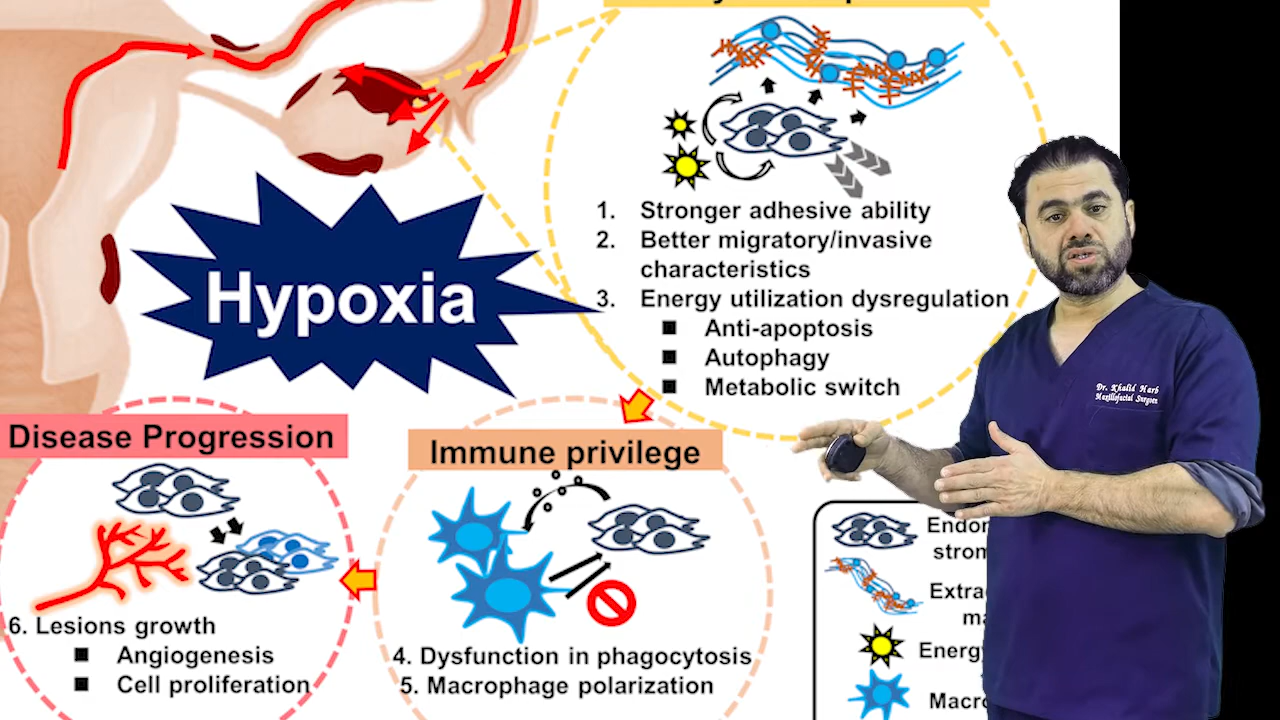 Hypoxia
1. Stronger adhesive ability
2. Better migratory/invasive
characteristics
3. Energy utilization dysregulation
■ Anti-apoptosis
■ Autophagy
■ Metabolic switch
Dr. Khalid Harb
Maxillofacial Surgeon
Disease Progression
6. Lesions growth
■ Angiogenesis
■ Cell proliferation
Immune privilege
4. Dysfunction in phagocytosis
5. Macrophage polarization
Energy